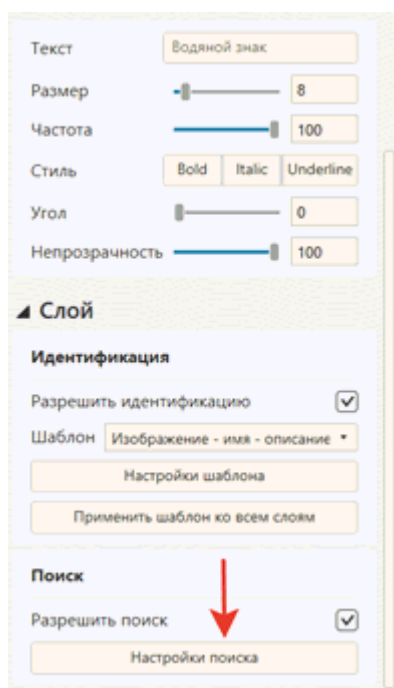 Текст Водяной знак
Размер 8
Частота 100
Стиль Bold Italic Underline
Угол 0
Непрозрачность 100
Слой
Идентификация
Разрешить идентификацию
Шаблон Изображение - имя - описание
Настройки шаблона
Применить шаблон ко всем слоям
Поиск
Разрешить поиск
Настройки поиска